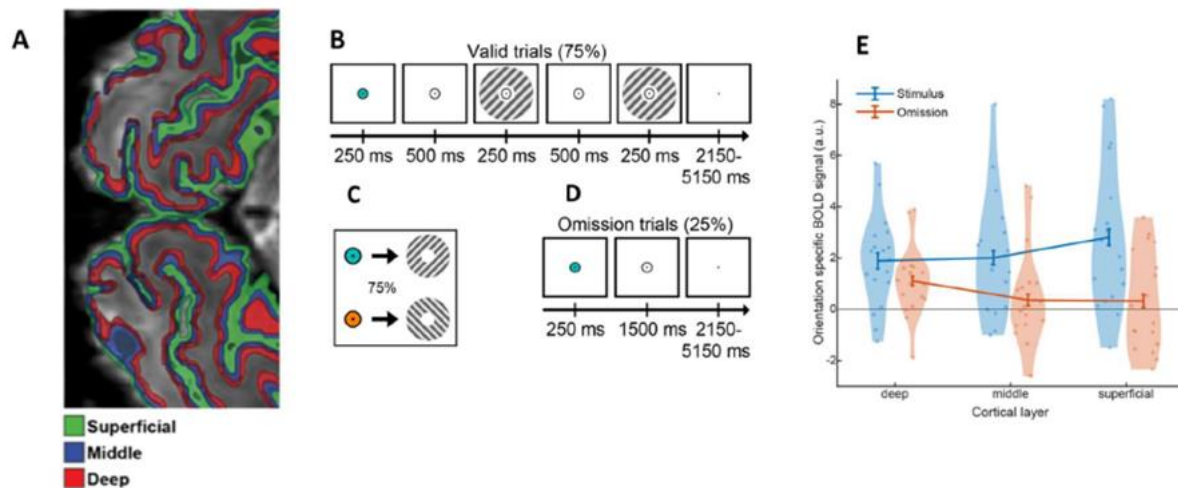 A
Superficial
Middle
Deep
B
Valid trials (75%)
250 ms
500 ms
250 ms
500 ms
250 ms
2150-
5150 ms
C
75%
D
Omission trials (25%)
250 ms
1500 ms
2150-
5150 ms
E
Stimulus
Omission
Orientation specific BOLD signal (a.u.)
8
6
4
2
0
-2
deep
middle
superficial
Cortical layer